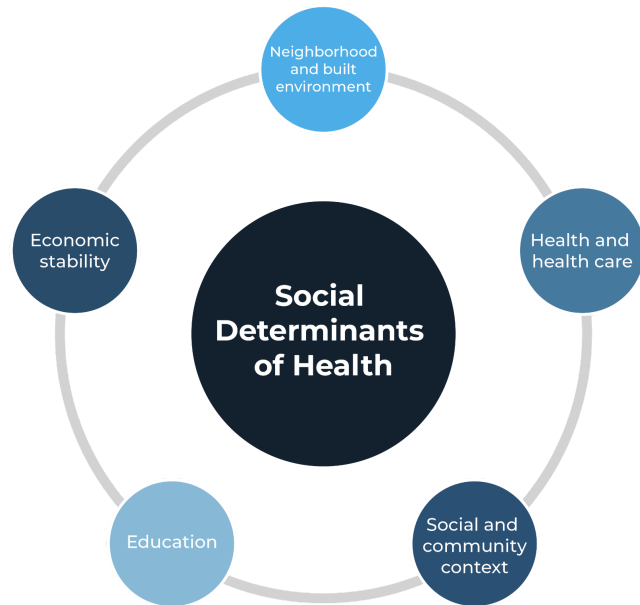 Neighborhood
and built
environment
Economic
stability
Health and
health care
Social
Determinants
of Health
Education
Social and
community
context